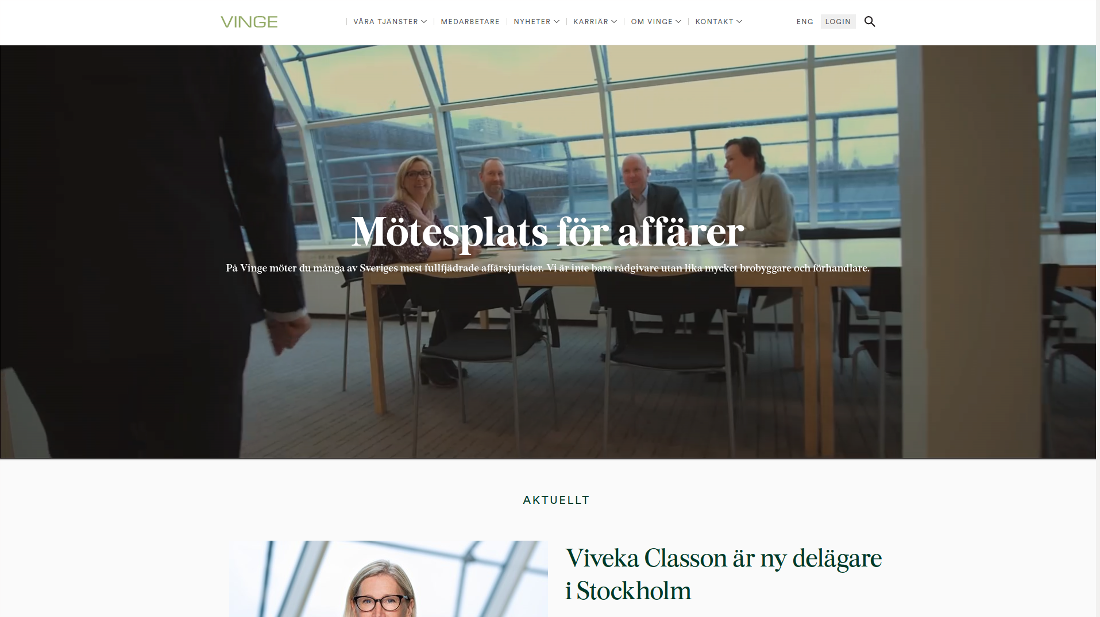 VINGE
VÅRA TJÄNSTER
MEDARBETARE
NYHETER
KARRIÄR
OM VINGE
KONTAKT
ENG
LOGIN
Mötesplats för affärer
På Vinge möter du många av Sveriges mest fullfjädrade affärsjurister. Vi är inte bara rådgivare utan lika mycket brobyggare och förhandlare.
AKTUELLT
Viveka Classon är ny delägare
i Stockholm